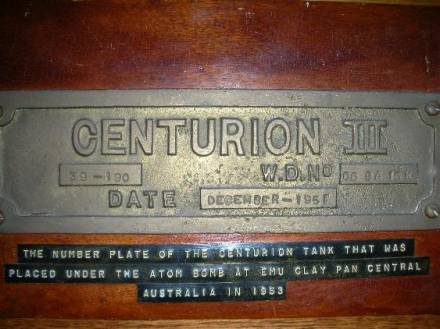 CENTURION III
39-190 W.D.No
DATE DECEMBER-195
THE NUMBER PLATE OF THE CENTURION TANK THAT WAS
PLACED UNDER THE ATOM BOMB AT EMU CLAY PAN CENTRAL
AUSTRALIA IN 1953